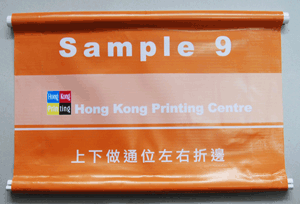 Sample 9
Hong Kong
Printing
Hong Kong Printing Centre
上下做通位左右折邊